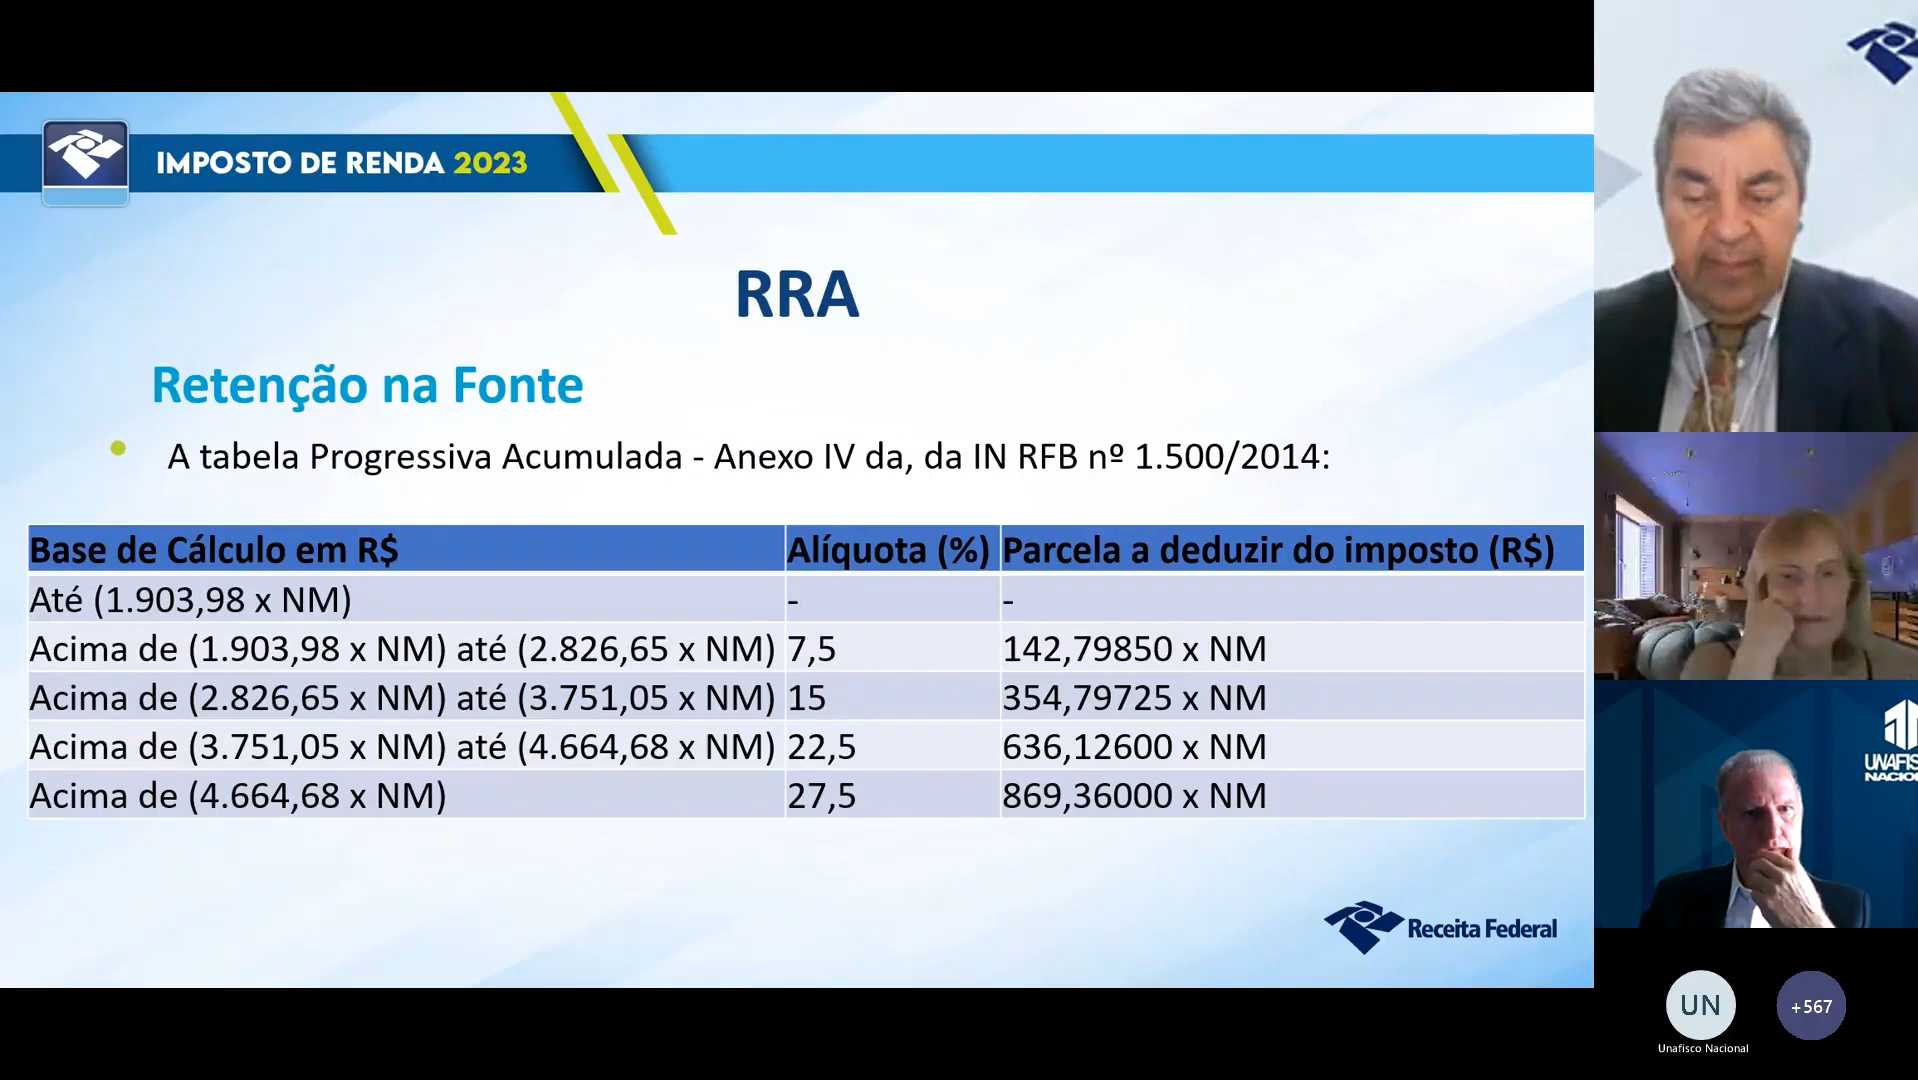 IMPOSTO DE RENDA 2023
RRA
Retenção na Fonte
A tabela Progressiva Acumulada - Anexo IV da, da IN RFB nº 1.500/2014:
Base de Cálculo em R$ Alíquota (%) Parcela a deduzir do imposto (R$)
Até (1.903,98 x NM) - -
Acima de (1.903,98 x NM) até (2.826,65 x NM) 7,5 142,79850 x NM
Acima de (2.826,65 x NM) até (3.751,05 x NM) 15 354,79725 x NM
Acima de (3.751,05 x NM) até (4.664,68 x NM) 22,5 636,12600 x NM
Acima de (4.664,68 x NM) 27,5 869,36000 x NM
Receita Federal
UNAFIS
NACIO
UN
+567
Unafisco Nacional